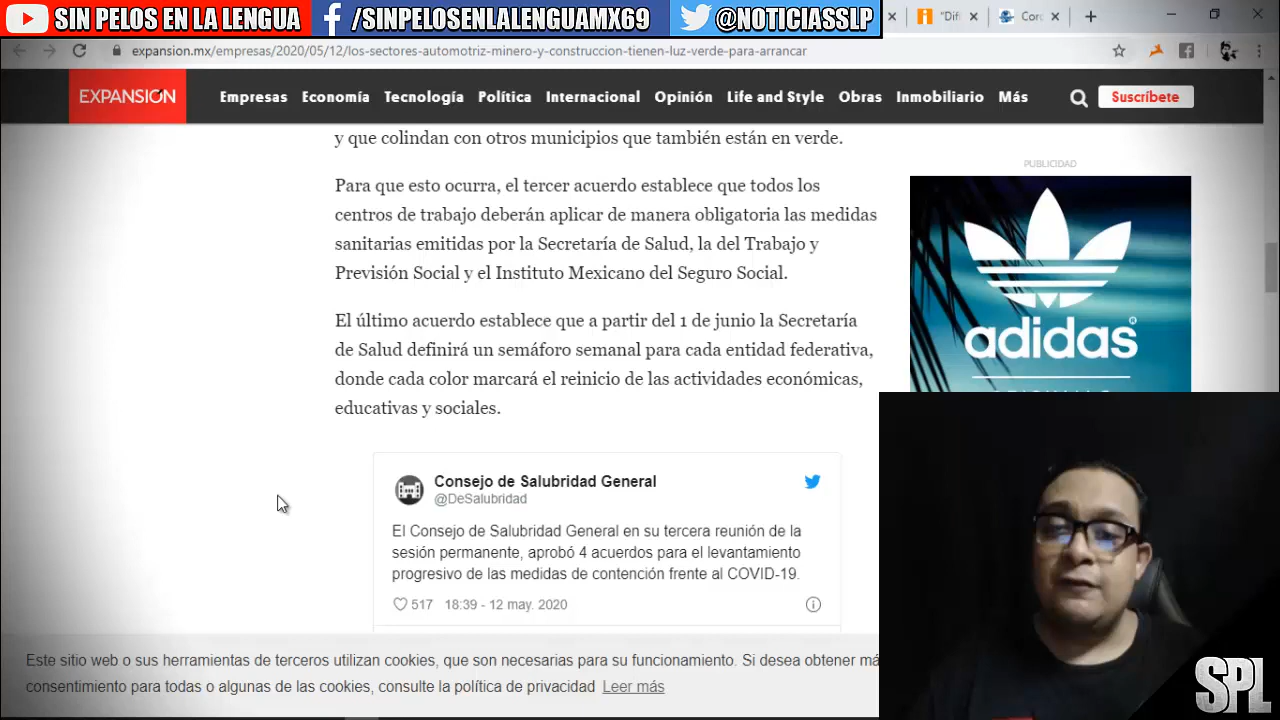 SIN PELOS EN LA LENGUA
/SINPELOSENLALENGUAMX69
@NOTICIASSLP
"Dif
Corc
expansion.mx/empresas/2020/05/12/los-sectores-automotriz-minero-y-construccion-tienen-luz-verde-para-arrancar
EXPANSIÓN
Empresas Economía Tecnología Política Internacional Opinión Life and Style Obras Inmobiliario Más
Suscríbete
y que colindan con otros municipios que también están en verde.
Para que esto ocurra, el tercer acuerdo establece que todos los
centros de trabajo deberán aplicar de manera obligatoria las medidas
sanitarias emitidas por la Secretaría de Salud, la del Trabajo y
Previsión Social y el Instituto Mexicano del Seguro Social.
El último acuerdo establece que a partir del 1 de junio la Secretaría
de Salud definirá un semáforo semanal para cada entidad federativa,
donde cada color marcará el reinicio de las actividades económicas,
educativas y sociales.
PUBLICIDAD
adidas
Consejo de Salubridad General
@DeSalubridad
El Consejo de Salubridad General en su tercera reunión de la
sesión permanente, aprobó 4 acuerdos para el levantamiento
progresivo de las medidas de contención frente al COVID-19.
517 18:39 - 12 may. 2020
Este sitio web o sus herramientas de terceros utilizan cookies, que son necesarias para su funcionamiento. Si desea obtener má
consentimiento para todas o algunas de las cookies, consulte la política de privacidad Leer más
SPL